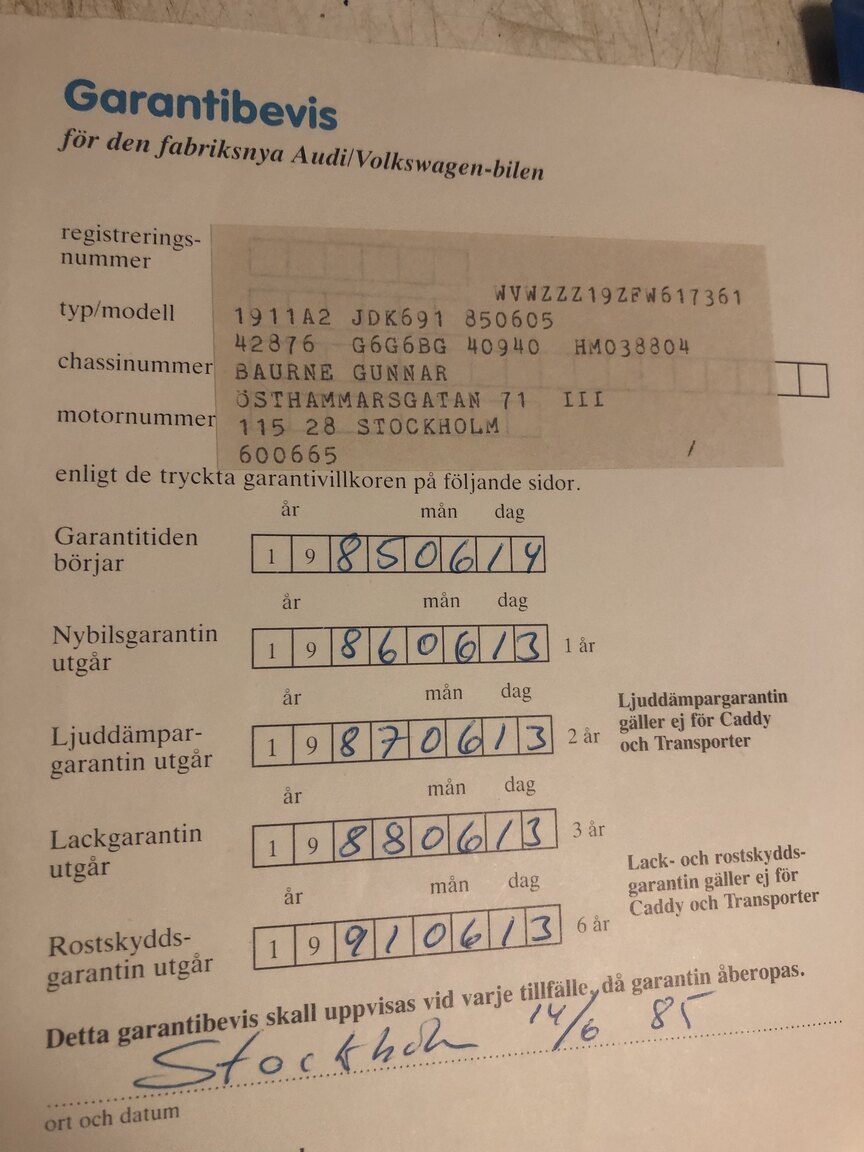 Garantibevis
för den fabriksnya Audi/Volkswagen-bilen
registrerings-
nummer
WVWZZZ19ZFW617361
typ/modell
1911A2 JDK691 850605
42876 G6G6BG 40940 HM038804
chassinummer
BAURNE GUNNAR
ÖSTHAMMARSGATAN 71 III
motornummer
115 28 STOCKHOLM
600665 /
enligt de tryckta garantivillkoren på följande sidor.
år mån dag
Garantitiden
börjar
19850614
år mån dag
Nybilsgarantin
utgår
19860613 1 år
år mån dag
Ljuddämpar-
garantin utgår
19870613 2 år
Ljuddämpargarantin
gäller ej för Caddy
och Transporter
år mån dag
Lackgarantin
utgår
19880613 3 år
år mån dag
Rostskydds-
garantin utgår
19910613 6 år
Lack- och rostskydds-
garantin gäller ej för
Caddy och Transporter
Detta garantibevis skall uppvisas vid varje tillfälle, då garantin åberopas.
Stockholm 14/6 85
ort och datum